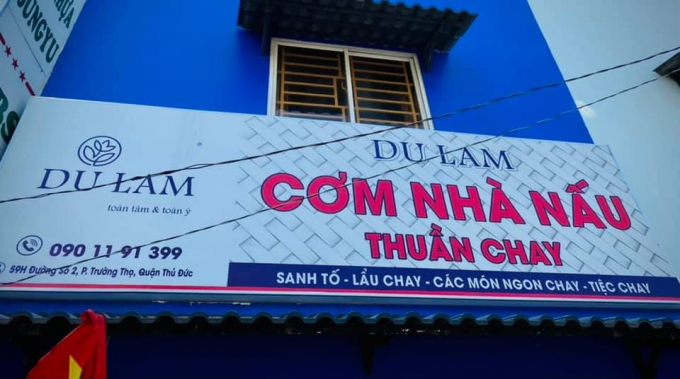 DU LAM
toàn tâm & toàn ý
090 11 91 399
59H Đường Số 2, P. Trường Thọ, Quận Thủ Đức
DU LAM
CƠM NHÀ NẤU
THUẦN CHAY
SINH TỐ - LẨU CHAY - CÁC MÓN NGON CHAY - TIỆC CHAY